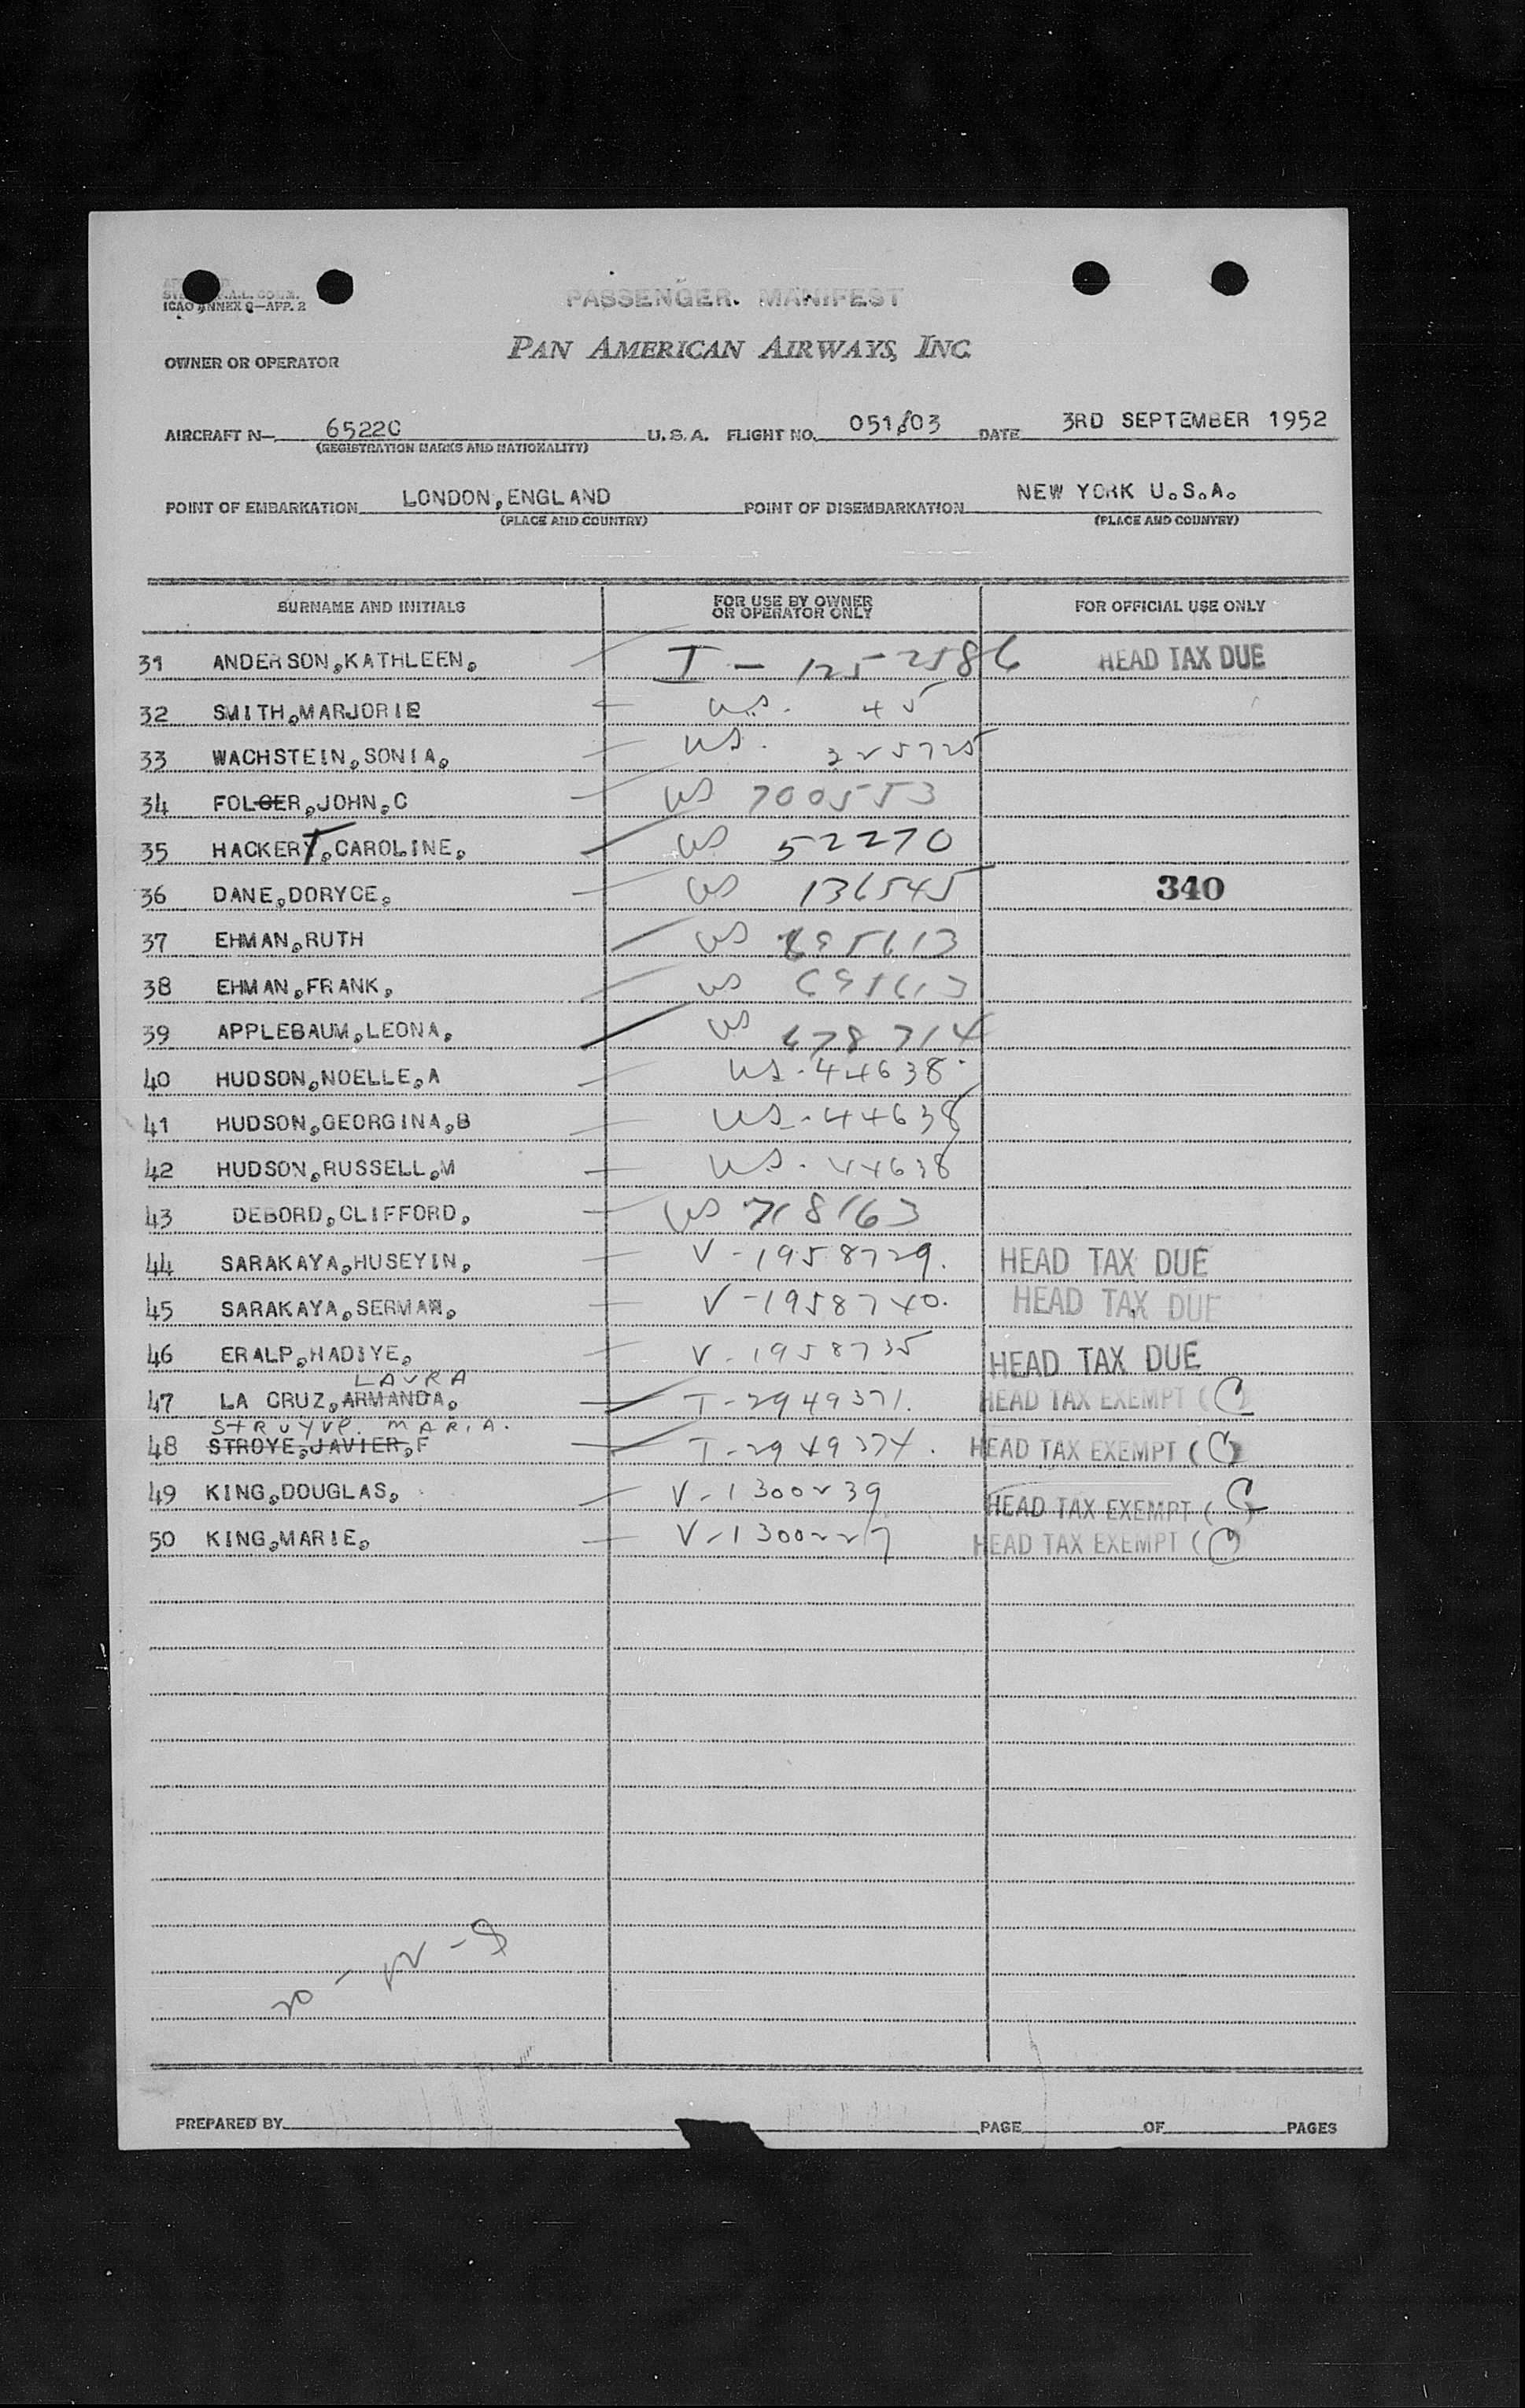 ICAO ANNEX 9—APP. 2
PASSENGER MANIFEST
OWNER OR OPERATOR
PAN AMERICAN AIRWAYS, INC.
AIRCRAFT N— 6522C U.S.A. FLIGHT NO. 051/03 DATE 3RD SEPTEMBER 1952
(REGISTRATION MARKS AND NATIONALITY)
POINT OF EMBARKATION LONDON, ENGLAND POINT OF DISEMBARKATION NEW YORK U.S.A.
(PLACE AND COUNTRY) (PLACE AND COUNTRY)
SURNAME AND INITIALS FOR USE BY OWNER OR OPERATOR ONLY FOR OFFICIAL USE ONLY
31 ANDERSON,KATHLEEN, I - 1252586 HEAD TAX DUE
32 SMITH,MARJORIE U.S. 45
33 WACHSTEIN,SONIA, US. 325725
34 FOLGER,JOHN,C US 700553
35 HACKERT,CAROLINE, US 52270
36 DANE,DORYCE, US 136545 340
37 EHMAN,RUTH US 695613
38 EHMAN,FRANK, US 695613
39 APPLEBAUM,LEONA, US 678714
40 HUDSON,NOELLE,A US-44638
41 HUDSON,GEORGINA,B US-44638
42 HUDSON,RUSSELL,M US-44638
43 DEBORD,CLIFFORD, US 718163
44 SARAKAYA,HUSEYIN, V-1958729. HEAD TAX DUE
45 SARAKAYA,SERMAN, V-1958740. HEAD TAX DUE
46 ERALP,HADIYE, V-1958735 HEAD TAX DUE
LAURA
47 LA CRUZ,ARMANDA, I-2949371. HEAD TAX EXEMPT (C)
STRUYVE MARIA.
48 STROYE,JAVIER,F I-2949374. HEAD TAX EXEMPT (C)
49 KING,DOUGLAS, V-1300239 HEAD TAX EXEMPT (C)
50 KING,MARIE, V-1300227 HEAD TAX EXEMPT (C)
PREPARED BY PAGE OF PAGES